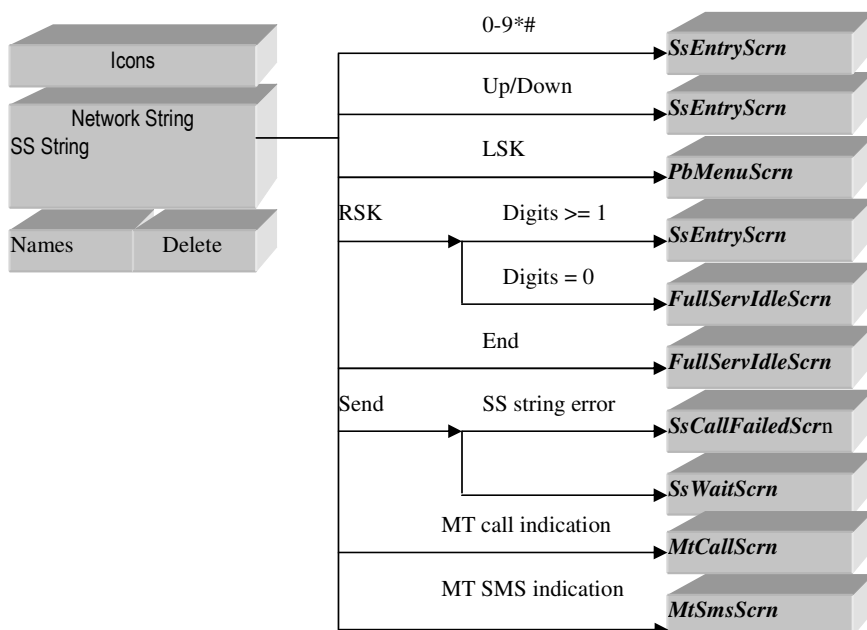 0-9*#
Icons
SsEntryScrn
Up/Down
Network String
SS String
SsEntryScrn
LSK
PbMenuScrn
Names
Delete
RSK
Digits >= 1
SsEntryScrn
Digits = 0
FullServIdleScrn
End
FullServIdleScrn
Send
SS string error
SsCallFailedScrn
SsWaitScrn
MT call indication
MtCallScrn
MT SMS indication
MtSmsScrn